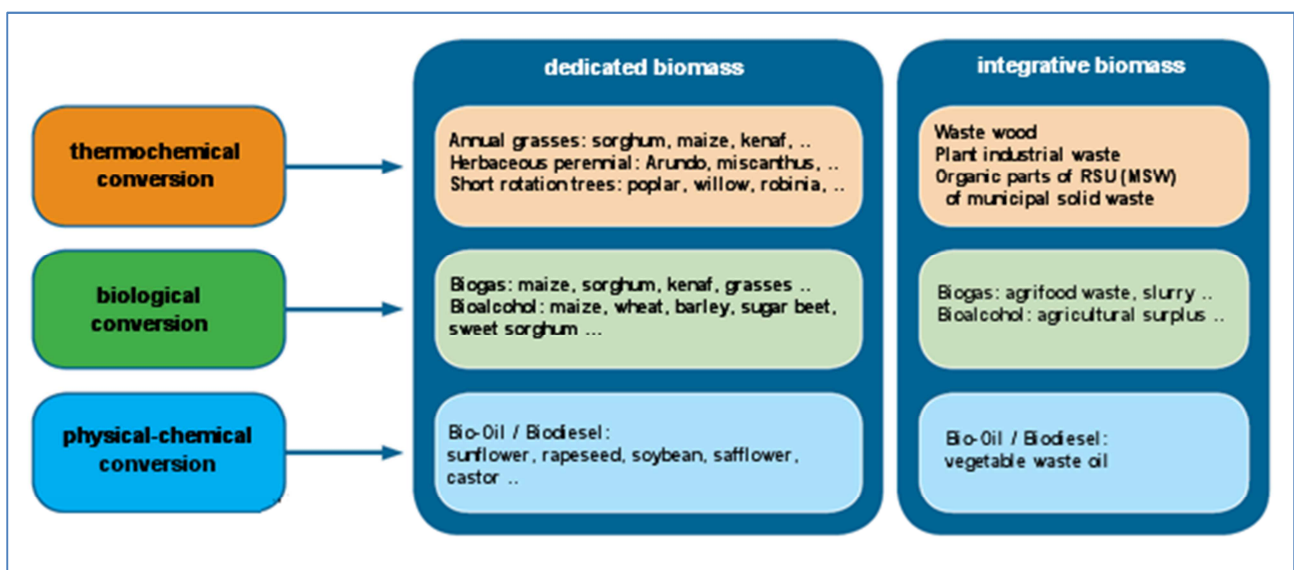 dedicated biomass
integrative biomass
thermochemical
conversion
Annual grasses: sorghum, maize, kenaf, ..
Herbaceous perennial: Arundo, miscanthus, ..
Short rotation trees: poplar, willow, robinia, ..
Waste wood
Plant industrial waste
Organic parts of RSU (MSW)
of municipal solid waste
biological
conversion
Biogas: maize, sorghum, kenaf, grasses ..
Bioalcohol: maize, wheat, barley, sugar beet,
sweet sorghum ...
Biogas: agrifood waste, slurry ..
Bioalcohol: agricultural surplus ..
physical-chemical
conversion
..
Bio-Oil / Biodiesel:
sunflower, rapeseed, soybean, safflower,
castor ..
Bio-Oil / Biodiesel:
vegetable waste oil